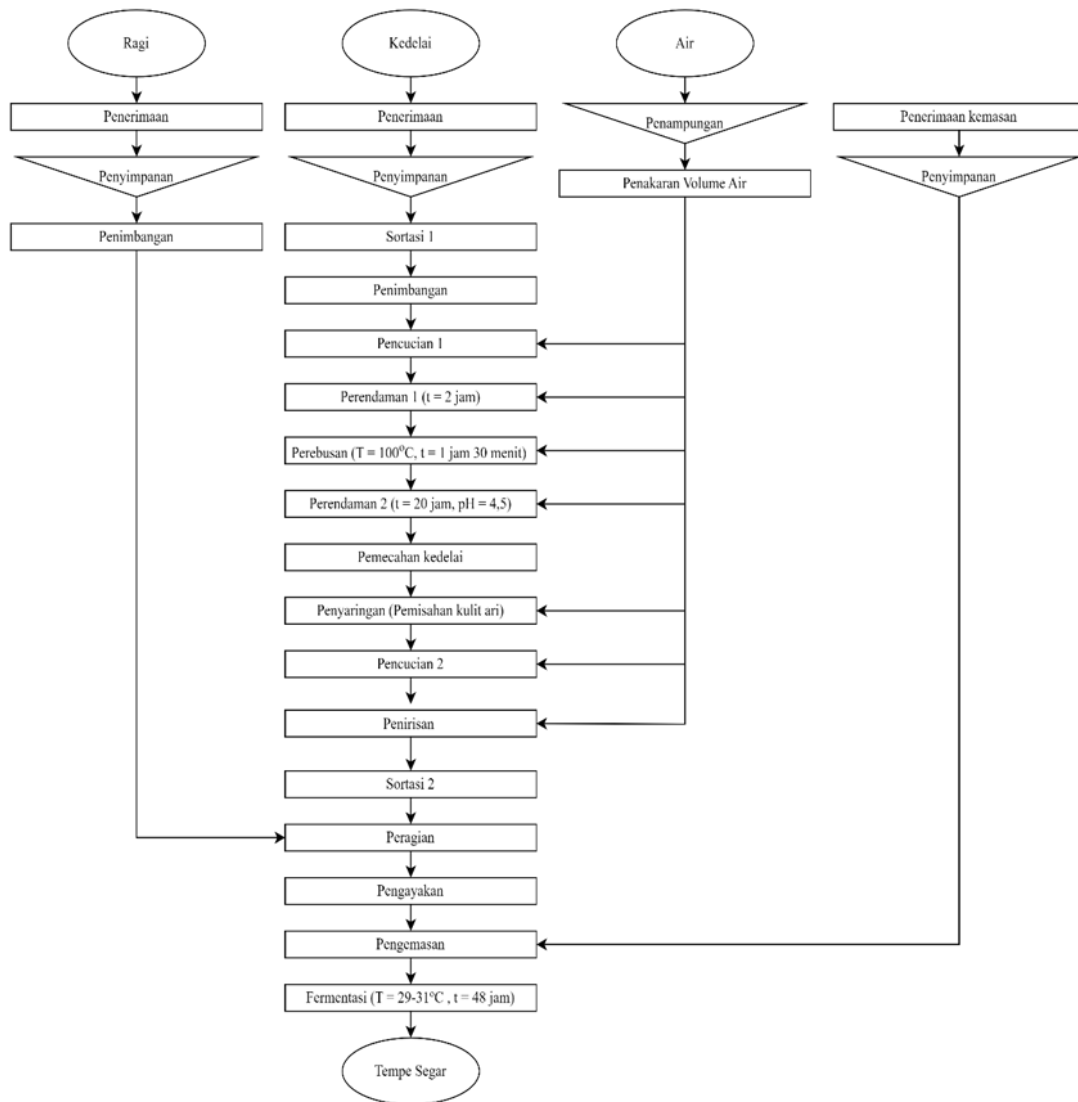 Ragi
Kedelai
Air
Penerimaan
Penerimaan
Penampungan
Penerimaan kemasan
Penyimpanan
Penyimpanan
Penakaran Volume Air
Penyimpanan
Penimbangan
Sortasi 1
Penimbangan
Pencucian 1
Perendaman 1 (t = 2 jam)
Perebusan (T = 100°C, t = 1 jam 30 menit)
Perendaman 2 (t = 20 jam, pH = 4,5)
Pemecahan kedelai
Penyaringan (Pemisahan kulit ari)
Pencucian 2
Penirisan
Sortasi 2
Peragian
Pengayakan
Pengemasan
Fermentasi (T = 29-31°C , t = 48 jam)
Tempe Segar